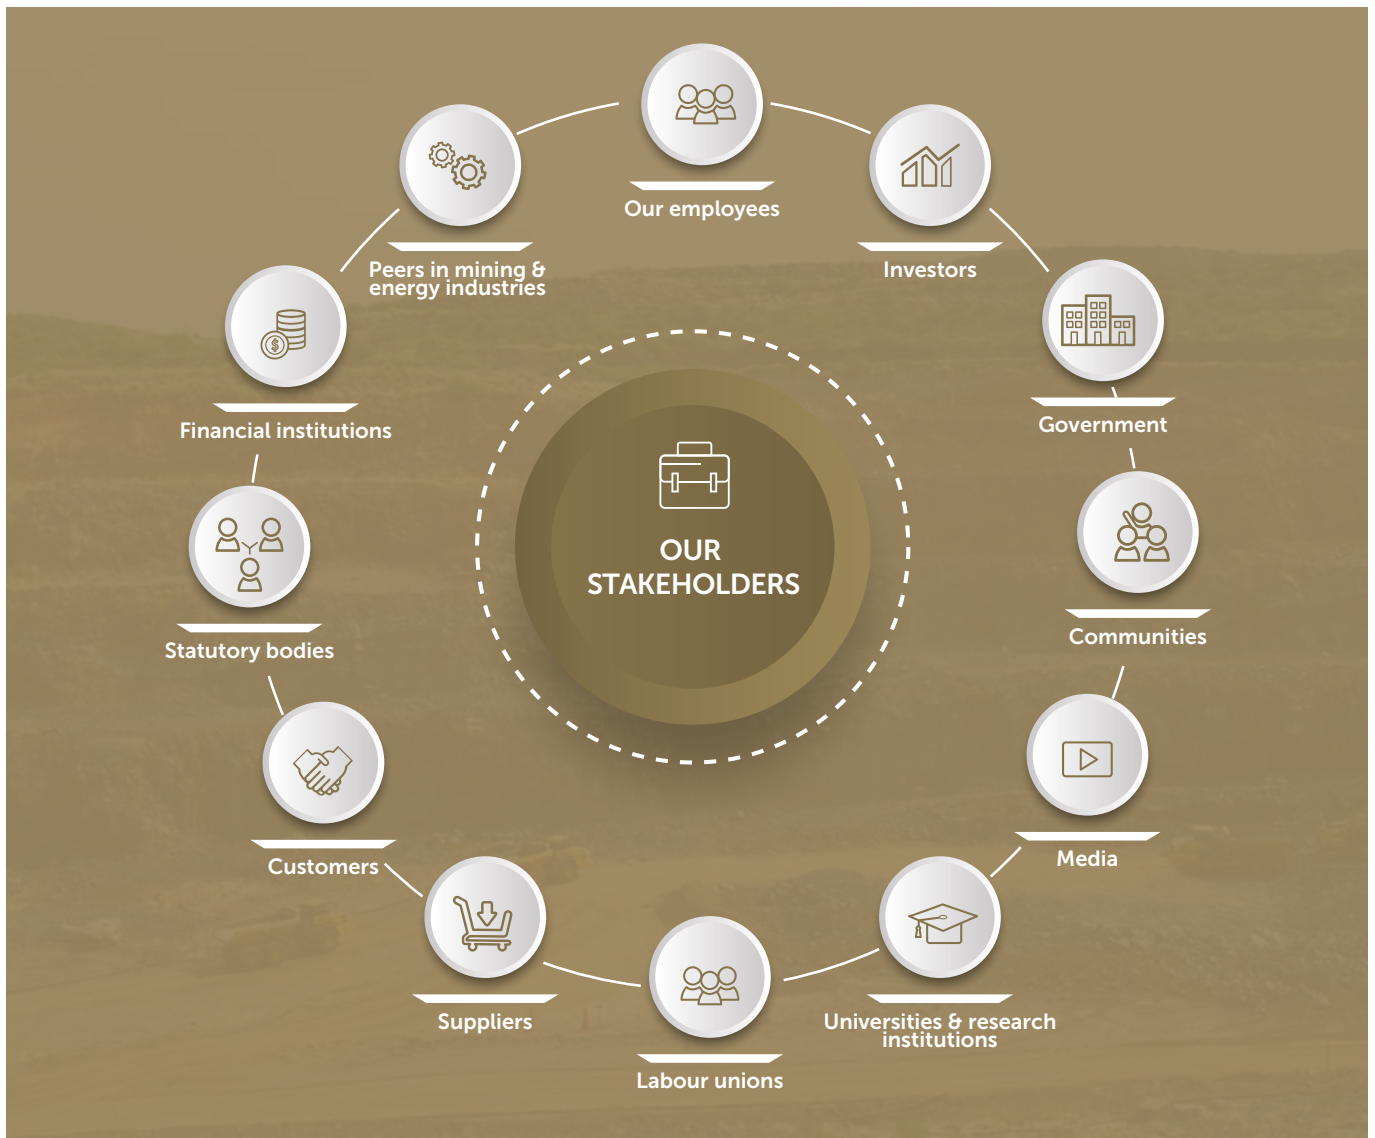 Our employees
Investors
Government
Communities
Media
Universities & research
institutions
Labour unions
Suppliers
Customers
Statutory bodies
Financial institutions
Peers in mining &
energy industries
OUR
STAKEHOLDERS